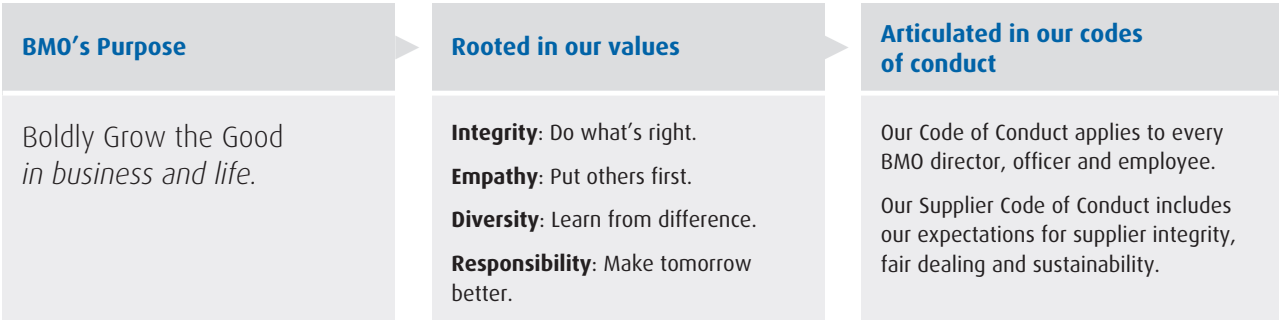 BMO's Purpose
Boldly Grow the Good
in business and life.
Rooted in our values
Integrity: Do what's right.
Empathy: Put others first.
Diversity: Learn from difference.
Responsibility: Make tomorrow
better.
Articulated in our codes
of conduct
Our Code of Conduct applies to every
BMO director, officer and employee.
Our Supplier Code of Conduct includes
our expectations for supplier integrity,
fair dealing and sustainability.